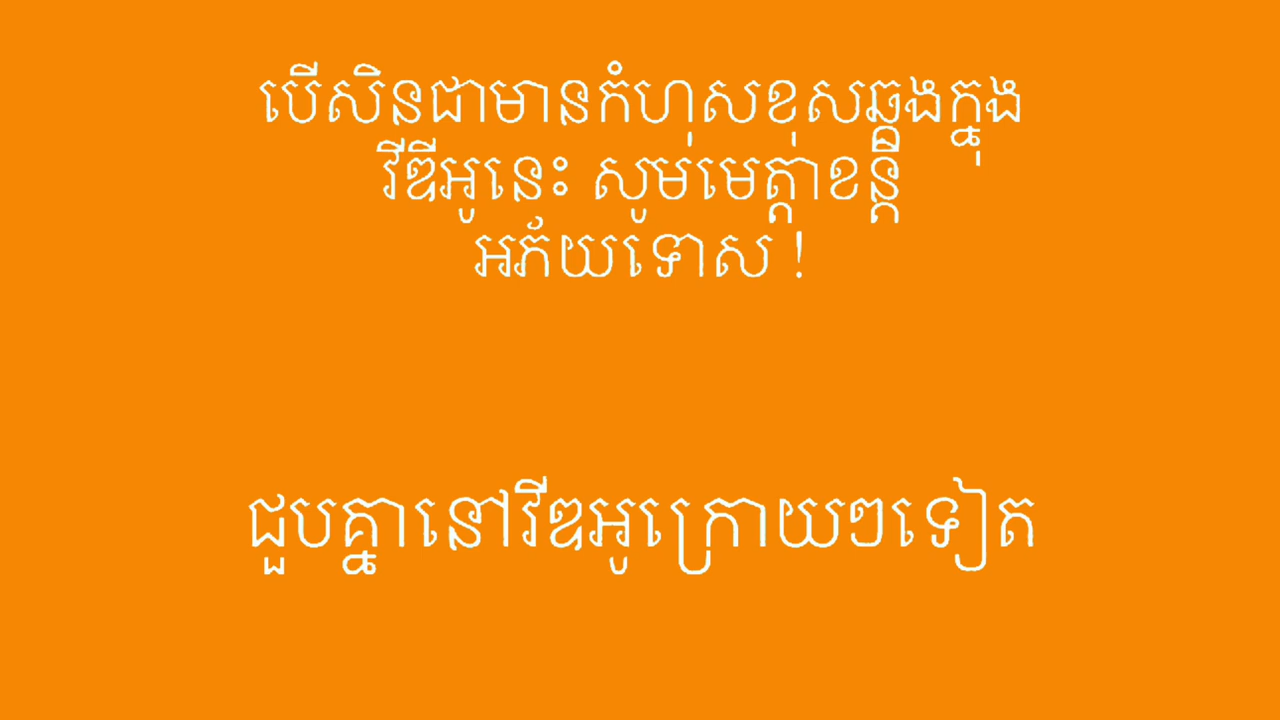 បើសិនជាមានកំហុសខុសឆ្គងក្នុង
វីឌីអូនេះ សូមមេត្តាខន្តី
អភ័យទោស !
ជួបគ្នានៅវីឌអូក្រោយៗទៀត